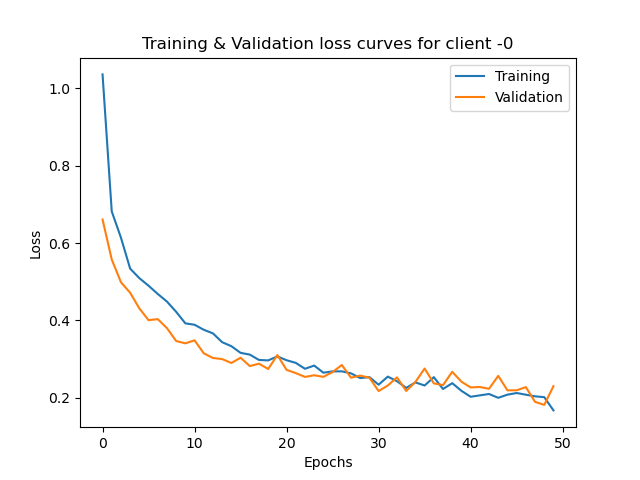 Training & Validation loss curves for client -0
Training
Validation
Loss
1.0
0.8
0.6
0.4
0.2
0
10
20
30
40
50
Epochs